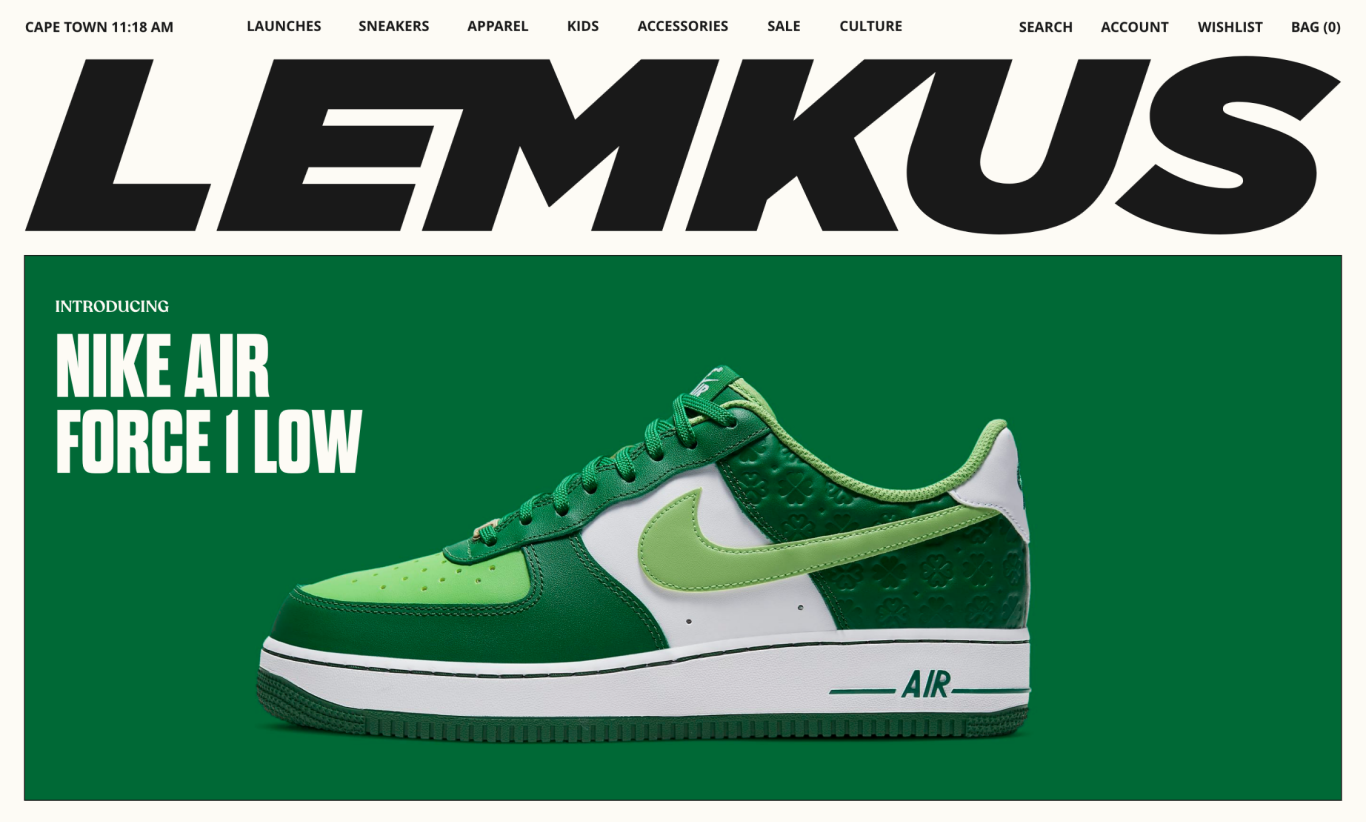 CAPE TOWN 11:18 AM
LAUNCHES SNEAKERS APPAREL KIDS ACCESSORIES SALE CULTURE
SEARCH ACCOUNT WISHLIST BAG (0)
LEMKUS
INTRODUCING
NIKE AIR
FORCE 1 LOW
AIR